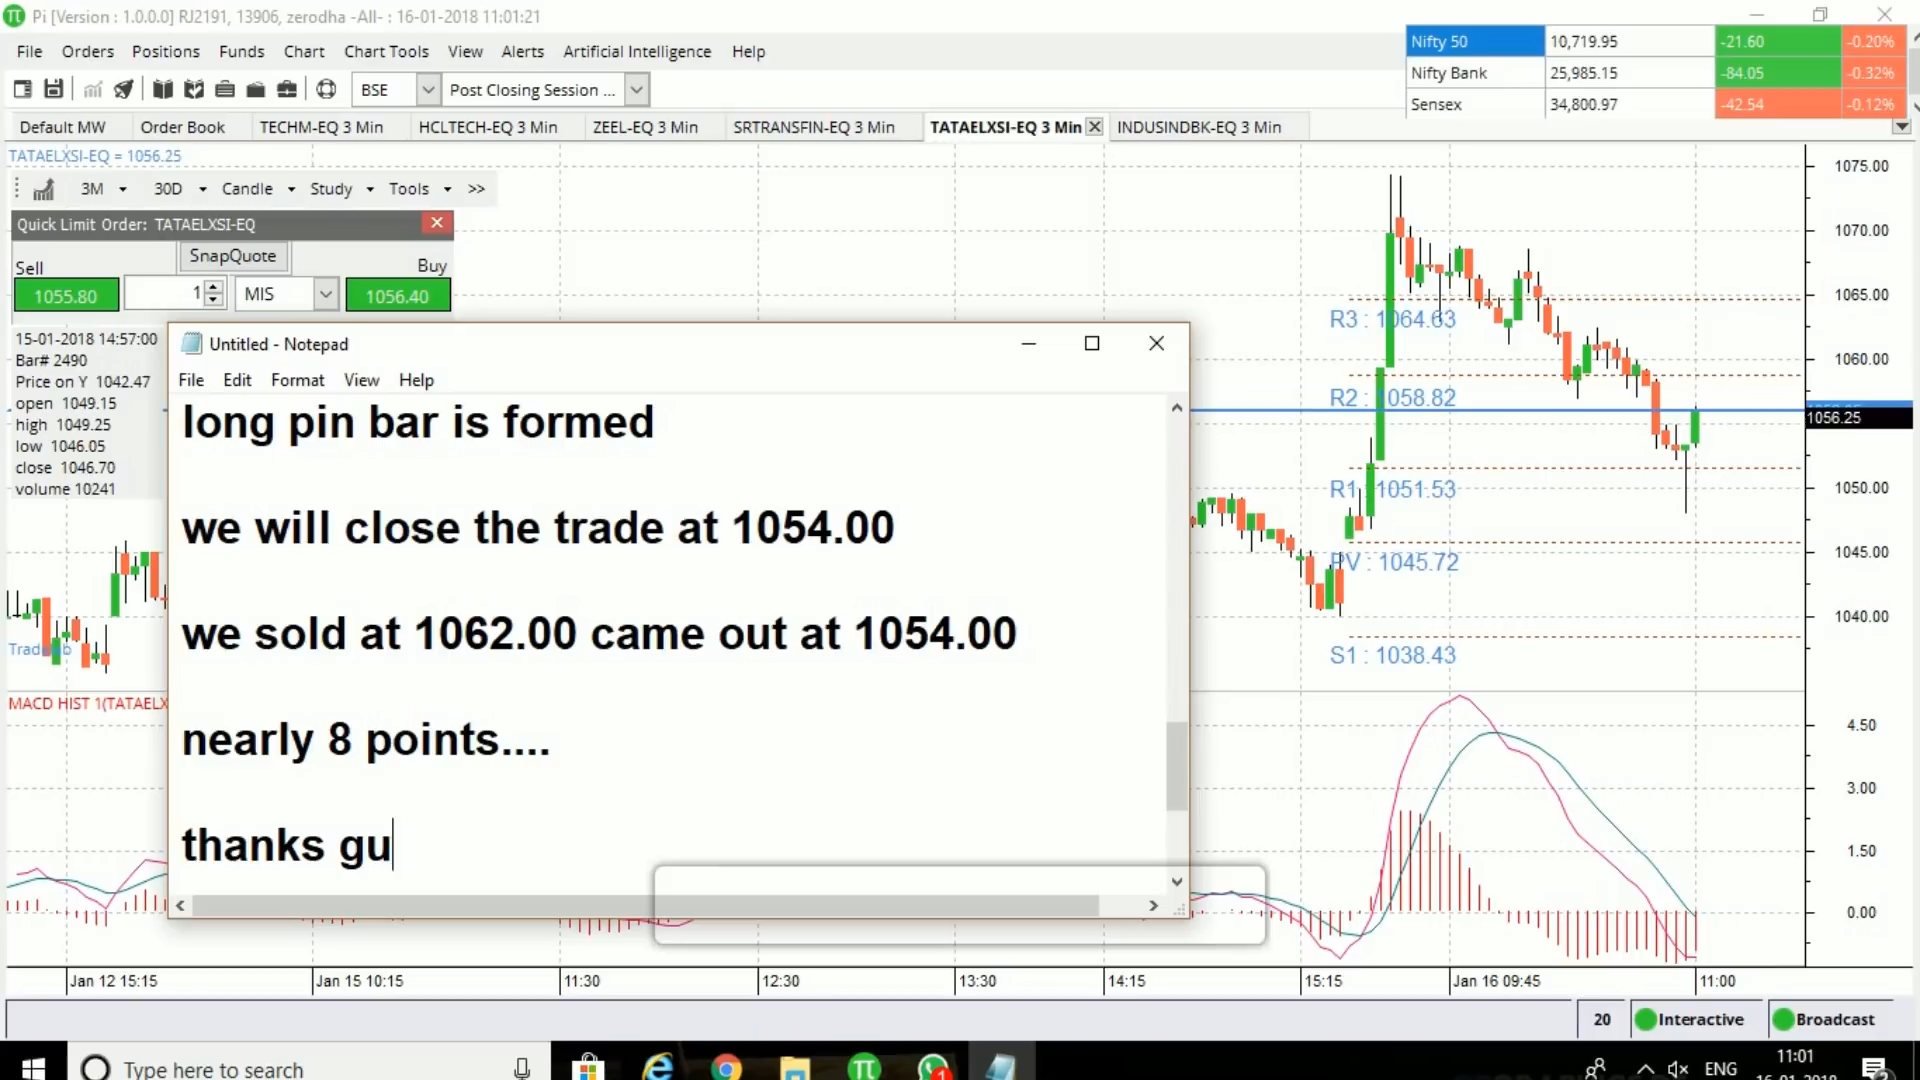 Pi [Version : 1.0.0.0] RJ2191, 13906, zerodha -All- : 16-01-2018 11:01:21
File Orders Positions Funds Chart Chart Tools View Alerts Artificial Intelligence Help
Nifty 50 10,719.95 -21.60 -0.20%
Nifty Bank 25,985.15 -84.05 -0.32%
Sensex 34,800.97 -42.54 -0.12%
BSE Post Closing Session ...
Default MW Order Book TECHM-EQ 3 Min HCLTECH-EQ 3 Min ZEEL-EQ 3 Min SRTRANSFIN-EQ 3 Min TATAELXSI-EQ 3 Min INDUSINDBK-EQ 3 Min
TATAELXSI-EQ = 1056.25
3M 30D Candle Study Tools >>
Quick Limit Order: TATAELXSI-EQ
SnapQuote
Sell Buy
1055.80 1 MIS 1056.40
15-01-2018 14:57:00
Bar# 2490
Price on Y 1042.47
open 1049.15
high 1049.25
low 1046.05
close 1046.70
volume 10241
Untitled - Notepad
File Edit Format View Help
long pin bar is formed
we will close the trade at 1054.00
we sold at 1062.00 came out at 1054.00
nearly 8 points....
thanks gu
R3 : 1064.63
R2 : 1058.82
R1 : 1051.53
PV : 1045.72
S1 : 1038.43
1075.00
1070.00
1065.00
1060.00
1056.25
1050.00
1045.00
1040.00
MACD HIST 1(TATAELX
4.50
3.00
1.50
0.00
Jan 12 15:15 Jan 15 10:15 11:30 12:30 13:30 14:15 15:15 Jan 16 09:45 11:00
20 Interactive Broadcast
Type here to search
1
ENG
11:01
16-01-2018